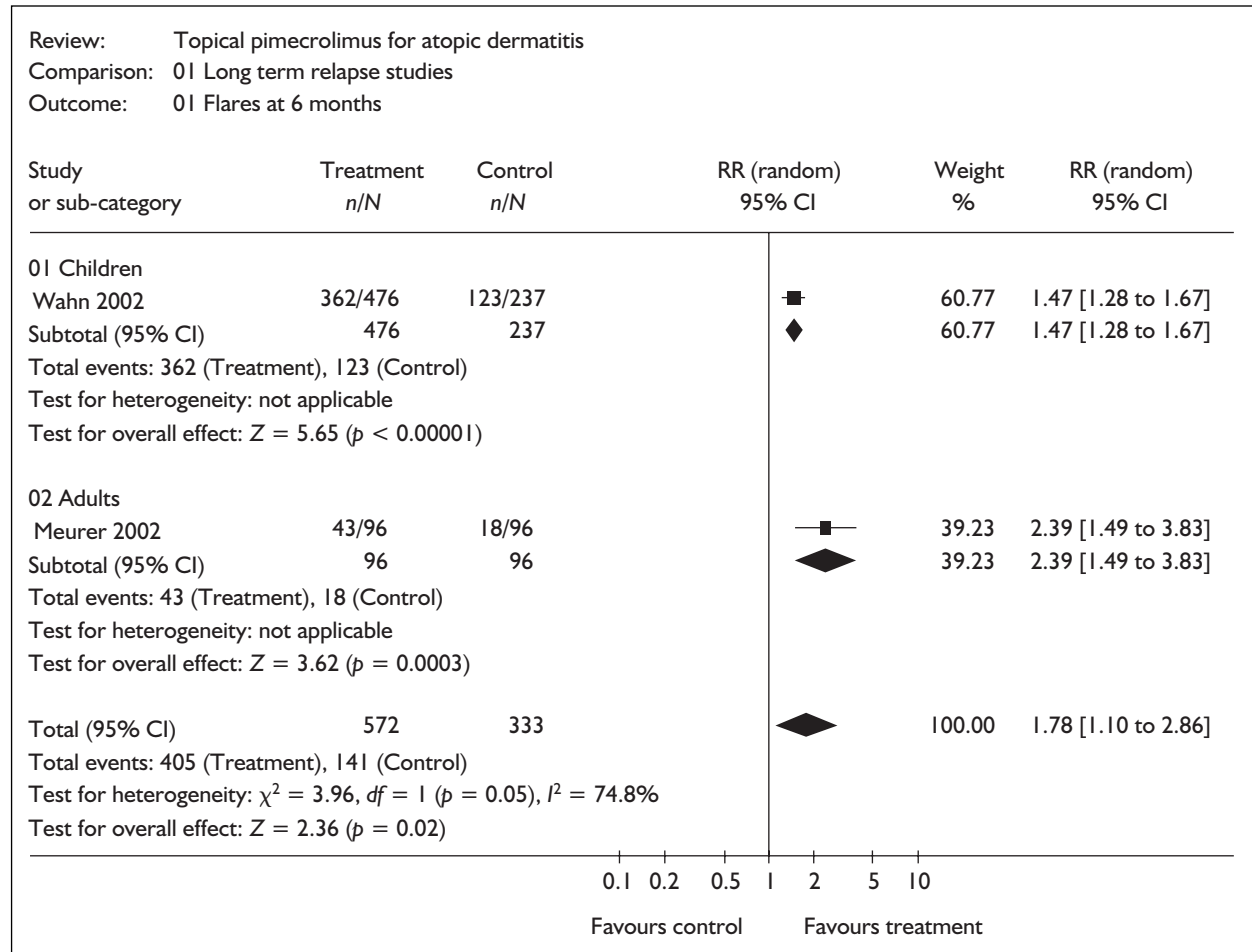 Review: Topical pimecrolimus for atopic dermatitis
Comparison: 01 Long term relapse studies
Outcome: 01 Flares at 6 months
Study Treatment Control RR (random) Weight RR (random)
or sub-category n/N n/N 95% CI % 95% CI
01 Children
Wahn 2002 362/476 123/237 60.77 1.47 [1.28 to 1.67]
Subtotal (95% CI) 476 237 60.77 1.47 [1.28 to 1.67]
Total events: 362 (Treatment), 123 (Control)
Test for heterogeneity: not applicable
Test for overall effect: Z = 5.65 (p < 0.00001)
02 Adults
Meurer 2002 43/96 18/96 39.23 2.39 [1.49 to 3.83]
Subtotal (95% CI) 96 96 39.23 2.39 [1.49 to 3.83]
Total events: 43 (Treatment), 18 (Control)
Test for heterogeneity: not applicable
Test for overall effect: Z = 3.62 (p = 0.0003)
Total (95% CI) 572 333 100.00 1.78 [1.10 to 2.86]
Total events: 405 (Treatment), 141 (Control)
Test for heterogeneity: χ² = 3.96, df = 1 (p = 0.05), I² = 74.8%
Test for overall effect: Z = 2.36 (p = 0.02)
0.1 0.2 0.5 1 2 5 10
Favours control Favours treatment